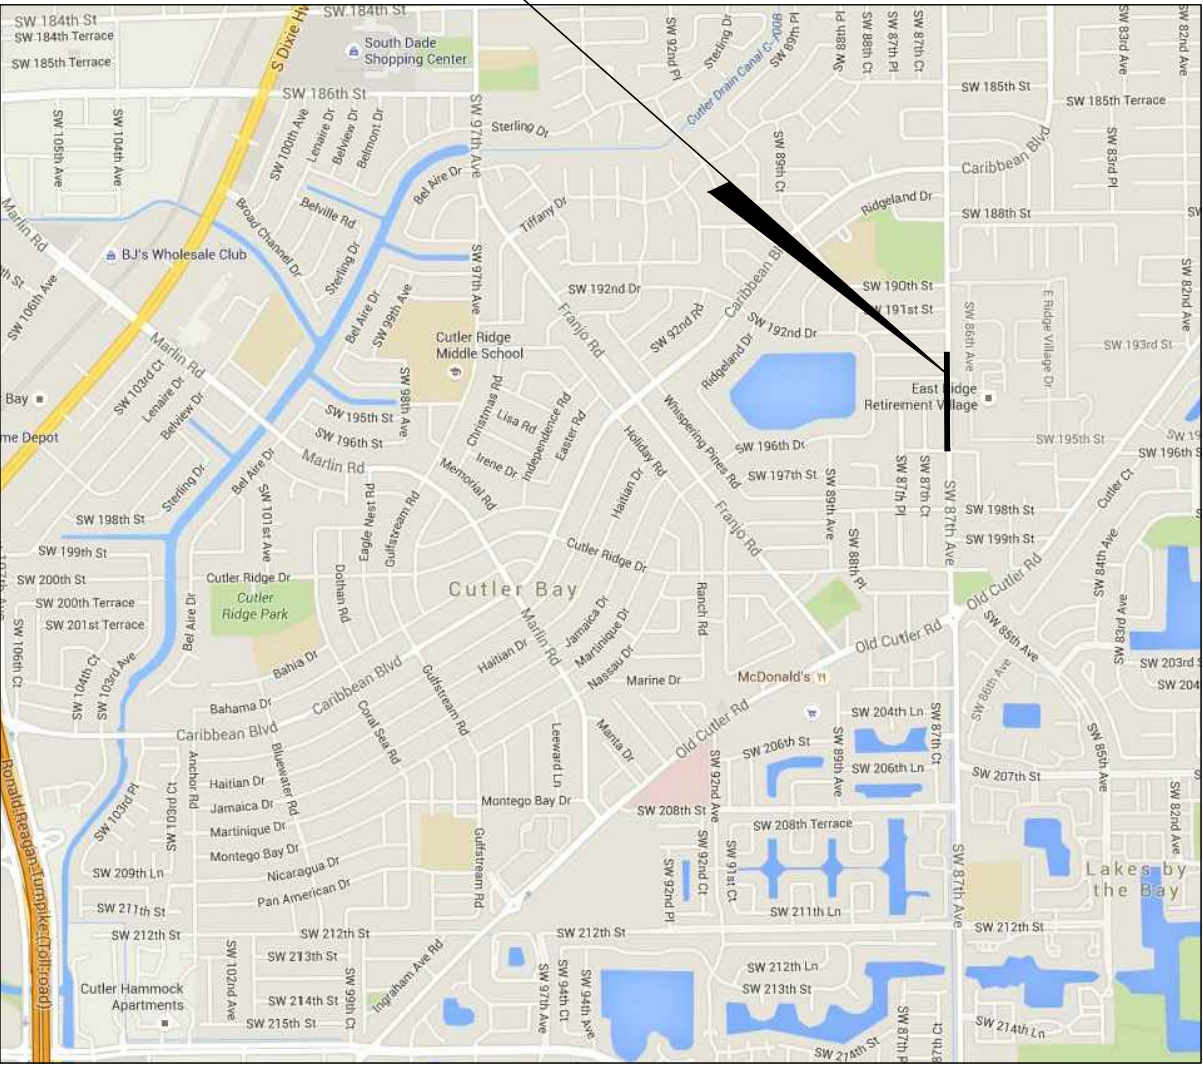 SW 184th St
SW 184th Terrace
SW 185th Terrace
S Dixie Hw
SW 184th St
South Dade
Shopping Center
SW 186th St
SW 92nd Pl
Sterling Dr
Cutler Drain Canal C-100B
SW 89th Pl
SW 88th Pl
SW 88th Ct
SW 87th Pl
SW 87th Ct
SW 83rd Ave
SW 82nd Ave
SW 185th St
SW 185th Terrace
SW 105th Ave
SW 104th Ave
SW 100th Ave
Lenaire Dr
Belview Dr
Belmont Dr
SW 97th Ave
Sterling Dr
SW 89th Ct
Caribbean Blvd
SW 83rd Pl
Marlin Rd
Broad Channel Dr
Belville Rd
Bel Aire Dr
Tiffany Dr
Ridgeland Dr
SW 188th St
BJ's Wholesale Club
Sterling Dr
SW 97th Ave
Caribbean Bl
SW 190th St
SW 191st St
SW 82nd Ave
th St
SW 106th Ave
Bel Aire Dr
SW 99th Ave
SW 192nd Dr
Franjo Rd
SW 92nd Rd
SW 192nd Dr
SW 86th Ave
E Ridge Village Dr
Marlin Rd
Cutler Ridge
Middle School
Ridgeland Dr
SW 193rd St
Bay
SW 103rd Ct
Lenaire Dr
Belview Dr
SW 98th Ave
Christmas Rd
Lisa Rd
Independence Rd
Easter Rd
Whispering Pines Rd
East Ridge
Retirement Village
me Depot
SW 195th St
SW 196th St
Holiday Rd
SW 196th Dr
SW 195th St
SW 19
SW 196th S
Marlin Rd
Irene Dr
Memorial Rd
Haitian Dr
SW 197th St
SW 89th Ave
SW 87th Pl
SW 87th Ct
SW 87th Ave
Cutler Ct
Sterling Dr
Bel Aire Dr
SW 101st Ave
Eagle Nest Rd
Gulfstream Rd
SW 198th St
SW 198th St
Franjo Rd
SW 88th Pl
SW 199th St
SW 84th Ave
SW 199th St
Cutler Ridge Dr
SW 200th St
Cutler Ridge Dr
Dothan Rd
Cutler Bay
Old Cutler Rd
SW 200th Terrace
SW 201st Terrace
Cutler
Ridge Park
Bel Aire Dr
Marlin Rd
Jamaica Dr
Martinique Dr
Ranch Rd
Old Cutler Rd
SW 85th Ave
SW 83rd Ave
SW 106th Ct
SW 104th Ct
SW 103rd Ave
Bahia Dr
Haitian Dr
Nassau Dr
Marine Dr
McDonald's
SW 86th Ave
SW 203rd S
SW 204
Caribbean Blvd
Gulfstream Rd
Bahama Dr
Caribbean Blvd
Coral Sea Rd
Leeward Ln
Manta Dr
Old Cutler Rd
SW 204th Ln
SW 87th Ct
SW 85th Ave
SW 206th St
SW 89th Ave
SW 206th Ln
SW 207th St
Ronald Reagan Turnpike (Toll road)
Anchor Rd
Bluewater Rd
Haitian Dr
Jamaica Dr
Martinique Dr
Montego Bay Dr
SW 103rd Pl
SW 103rd Ct
Montego Bay Dr
SW 92nd Ave
SW 208th St
SW 208th Terrace
SW 82nd Ave
SW 209th Ln
Nicaragua Dr
Pan American Dr
Gulfstream Rd
SW 92nd Pl
SW 92nd Ct
SW 91st Ct
SW 87th Ave
Lakes by
the Bay
SW 211th St
SW 211th Ln
SW 212th St
SW 212th St
SW 212th St
SW 212th St
SW 102nd Ave
SW 213th St
Ingraham Ave Rd
SW 97th Ave
SW 94th Ct
SW 94th Ave
SW 212th Ln
SW 213th St
Cutler Hammock
Apartments
SW 214th St
SW 215th St
SW 99th Ct
SW 214th St
SW 87th P
SW 87th Ct
SW 214th Ln